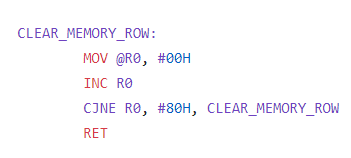 CLEAR_MEMORY_ROW:
MOV @R0, #00H
INC R0
CJNE R0, #80H, CLEAR_MEMORY_ROW
RET